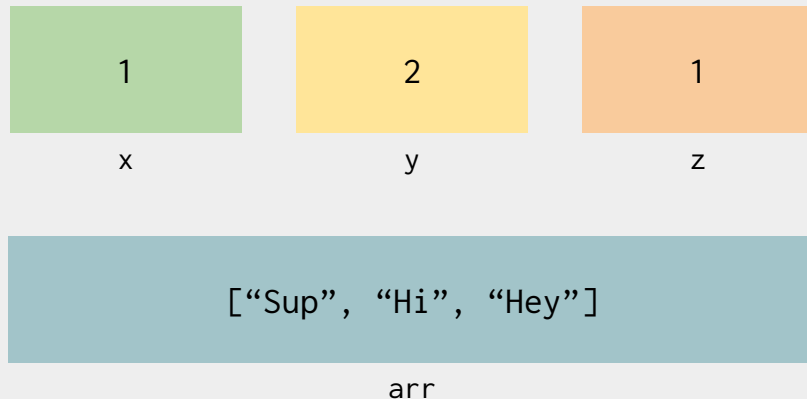 1 2 1
x y z
[“Sup”, “Hi”, “Hey”]
arr